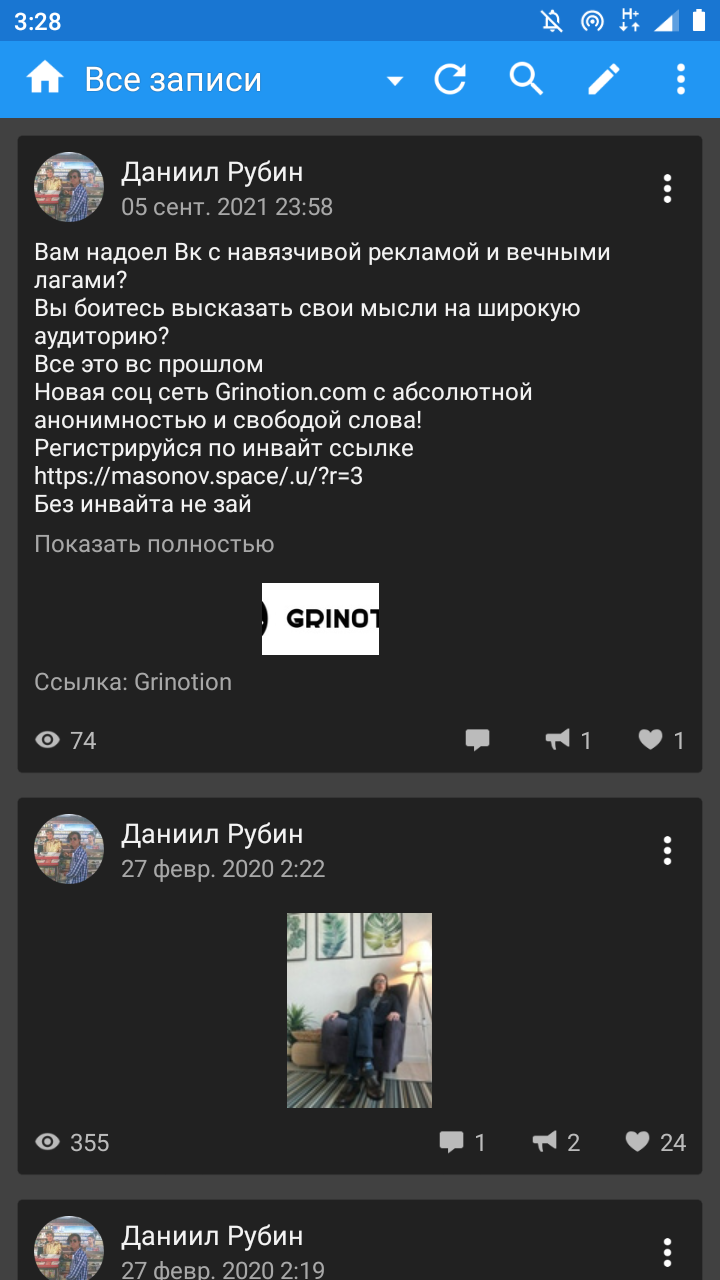 3:28
H+
Все записи
Даниил Рубин
05 сент. 2021 23:58
Вам надоел Вк с навязчивой рекламой и вечными
лагами?
Вы боитесь высказать свои мысли на широкую
аудиторию?
Все это вс прошлом
Новая соц сеть Grinotion.com с абсолютной
анонимностью и свободой слова!
Регистрируйся по инвайт ссылке
https://masonov.space/.u/?r=3
Без инвайта не зай
Показать полностью
GRINOT
Ссылка: Grinotion
74 1 1
Даниил Рубин
27 февр. 2020 2:22
355 1 2 24
Даниил Рубин
27 февр. 2020 2:19